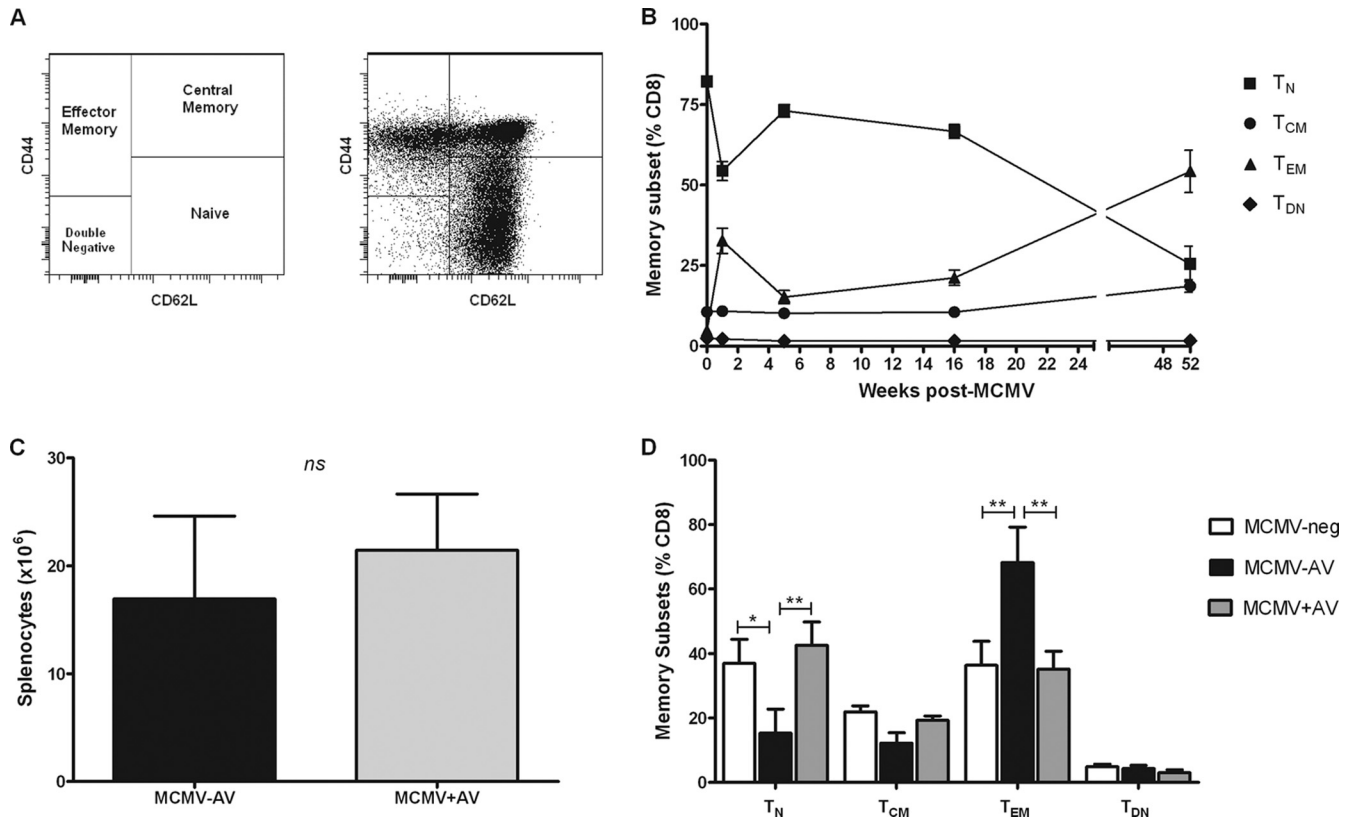 A
CD44
Effector
Memory
Central
Memory
Double
Negative
Naive
CD62L
CD44
CD62L
B
Memory subset (% CD8)
100
75
50
25
0
0 2 4 6 8 10 12 14 16 18 20 22 24 48 52
Weeks post-MCMV
TN
TCM
TEM
TDN
C
Splenocytes (x10⁶)
30
20
10
0
ns
MCMV-AV
MCMV+AV
D
Memory Subsets (% CD8)
100
80
60
40
20
0
* **
** **
TN TCM TEM TDN
MCMV-neg
MCMV-AV
MCMV+AV